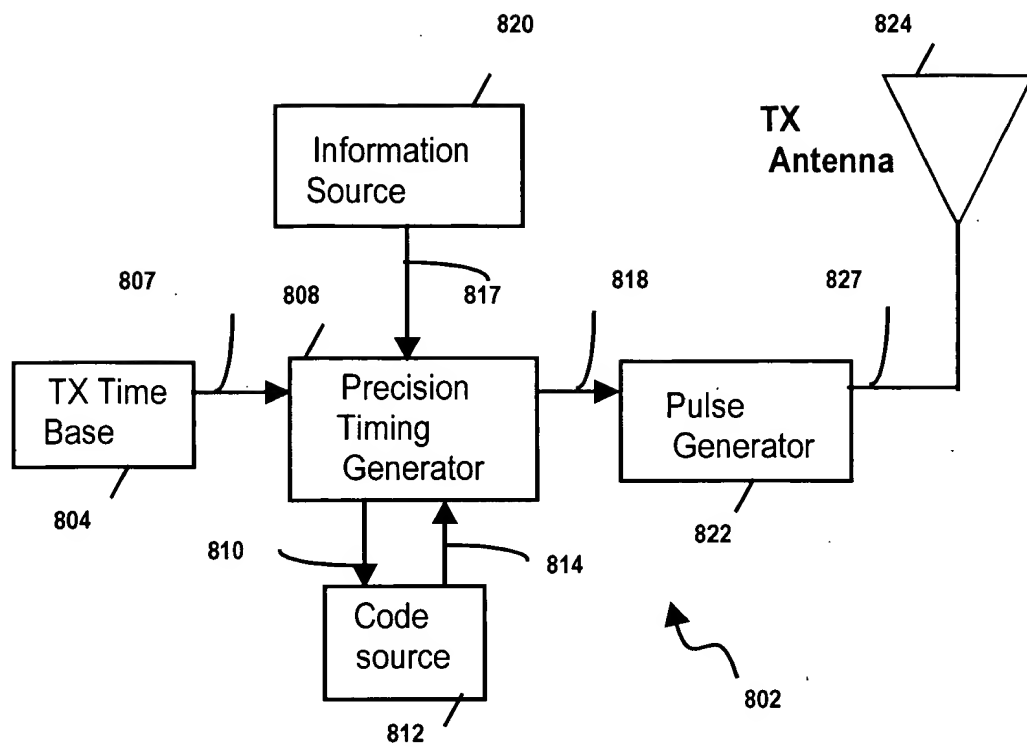 820
824
TX
Antenna
Information
Source
807
808
817
818
827
TX Time
Base
Precision
Timing
Generator
Pulse
Generator
804
810
814
822
Code
source
812
802